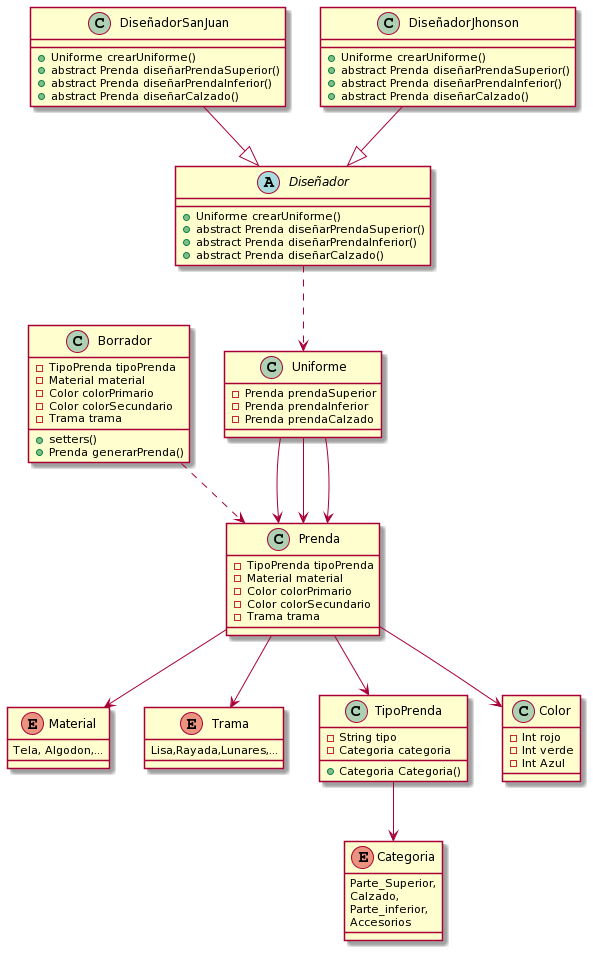 C DiseñadorSanJuan
Uniforme crearUniforme()
abstract Prenda diseñarPrendaSuperior()
abstract Prenda diseñarPrendaInferior()
abstract Prenda diseñarCalzado()
C DiseñadorJhonson
Uniforme crearUniforme()
abstract Prenda diseñarPrendaSuperior()
abstract Prenda diseñarPrendaInferior()
abstract Prenda diseñarCalzado()
A Diseñador
Uniforme crearUniforme()
abstract Prenda diseñarPrendaSuperior()
abstract Prenda diseñarPrendaInferior()
abstract Prenda diseñarCalzado()
C Borrador
TipoPrenda tipoPrenda
Material material
Color colorPrimario
Color colorSecundario
Trama trama
setters()
Prenda generarPrenda()
C Uniforme
Prenda prendaSuperior
Prenda prendaInferior
Prenda prendaCalzado
C Prenda
TipoPrenda tipoPrenda
Material material
Color colorPrimario
Color colorSecundario
Trama trama
E Material
Tela, Algodon,...
E Trama
Lisa,Rayada,Lunares,...
C TipoPrenda
String tipo
Categoria categoria
Categoria Categoria()
C Color
Int rojo
Int verde
Int Azul
E Categoria
Parte_Superior,
Calzado,
Parte_inferior,
Accesorios